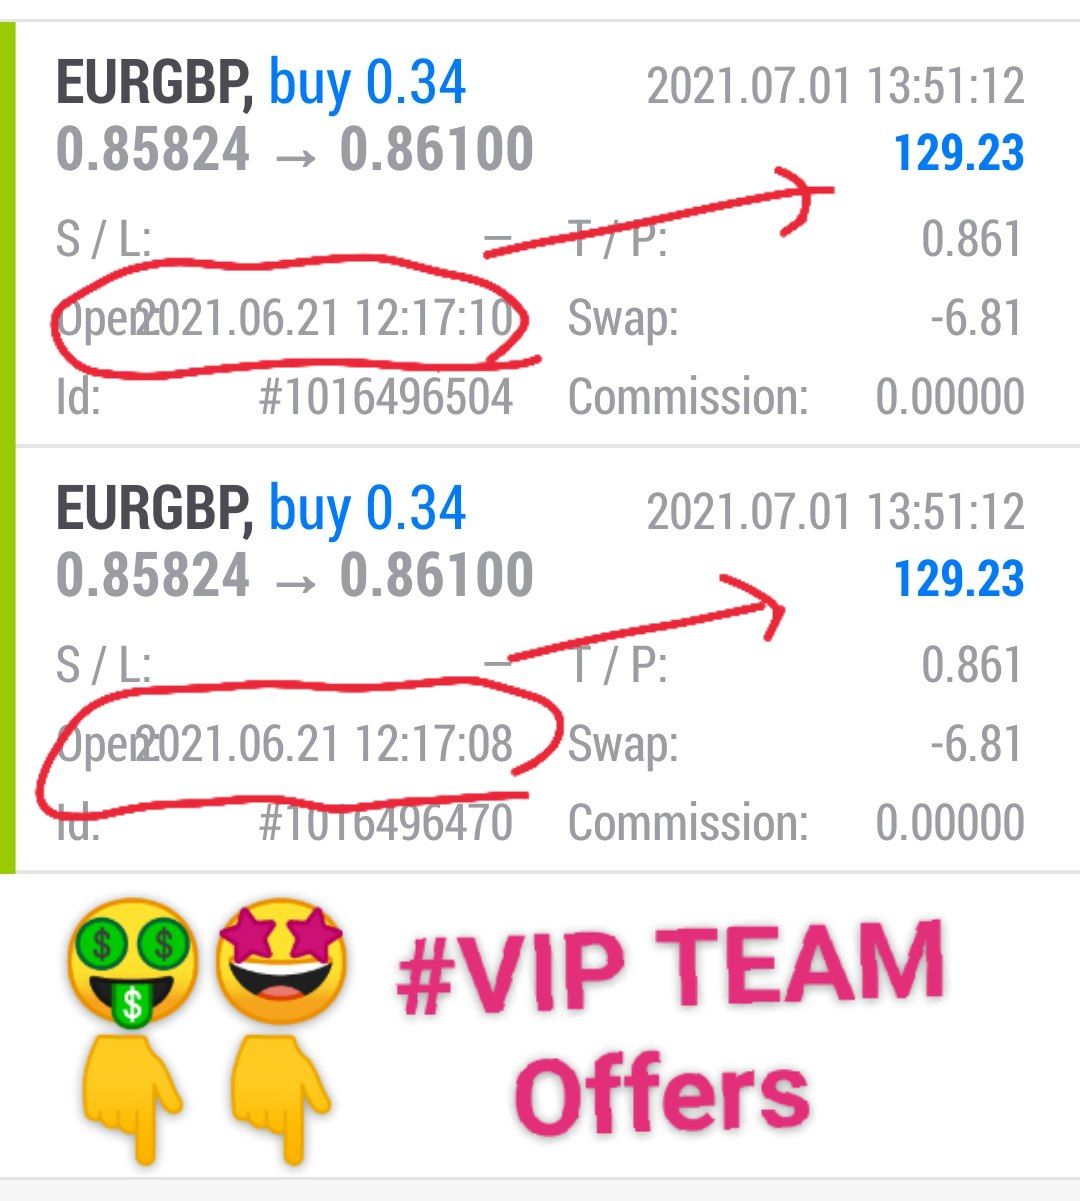 EURGBP, buy 0.34 2021.07.01 13:51:12
0.85824 → 0.86100 129.23
S / L: – T / P: 0.861
Open: 2021.06.21 12:17:10 Swap: -6.81
Id: #1016496504 Commission: 0.00000
EURGBP, buy 0.34 2021.07.01 13:51:12
0.85824 → 0.86100 129.23
S / L: – T / P: 0.861
Open: 2021.06.21 12:17:08 Swap: -6.81
Id: #1016496470 Commission: 0.00000
#VIP TEAM
Offers